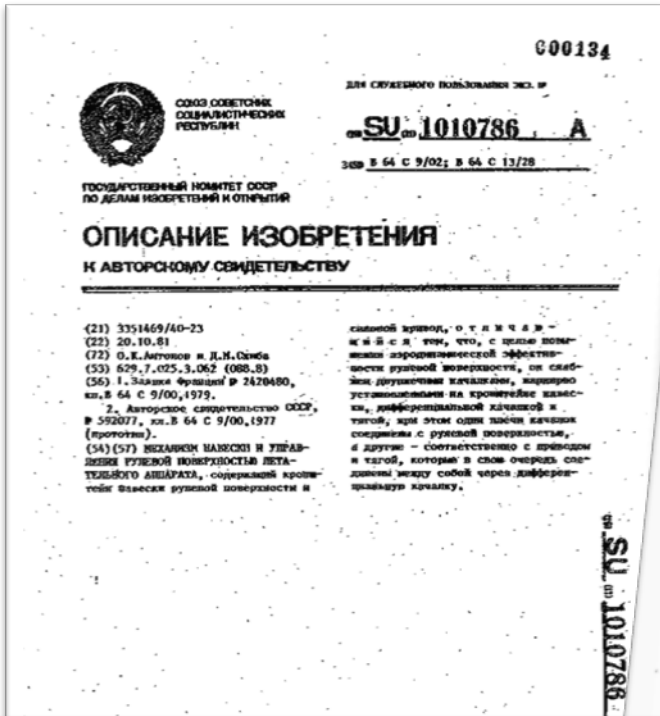 000134
ДЛЯ СЛУЖЕБНОГО ПОЛЬЗОВАНИЯ ЭКЗ. №
СОЮЗ СОВЕТСКИХ
СОЦИАЛИСТИЧЕСКИХ
РЕСПУБЛИК
SU 1010786 A
B 64 C 9/02; B 64 C 13/28
ГОСУДАРСТВЕННЫЙ КОМИТЕТ СССР
ПО ДЕЛАМ ИЗОБРЕТЕНИЙ И ОТКРЫТИЙ
ОПИСАНИЕ ИЗОБРЕТЕНИЯ
К АВТОРСКОМУ СВИДЕТЕЛЬСТВУ
(21) 3351469/40-23
(22) 20.10.81
(72) О.К.Антонов и Д.М.
(53) 629.7.025.3.062 (088.8)
(56) 1. Заявка Франции № 2420480,
кл. B 64 C 9/00, 1979.
2. Авторское свидетельство СССР,
№ 592077, кл. B 64 C 9/00, 1977
(прототип).
(54)(57) МЕХАНИЗМ НАВЕСКИ И УПРАВ-
ЛЕНИЯ РУЛЕВОЙ ПОВЕРХНОСТЬЮ ЛЕТА-
ТЕЛЬНОГО АППАРАТА, содержащий кронш-
тейн навески рулевой поверхности и
силовой привод, о т л и ч а ю -
щ и й с я тем, что, с целью повы-
шения аэродинамической эффектив-
ности рулевой поверхности, он снаб-
жен двуплечими качалками, шарнирно
установленными на кронштейне навес-
ки, дифференциальной качалкой и
тягой, при этом одни плечи качалок
соединены с рулевой поверхностью,
а другие - соответственно с приводом
и тягой, которые в свою очередь сое-
динены между собой через дифферен-
циальную качалку.
SU 1010786